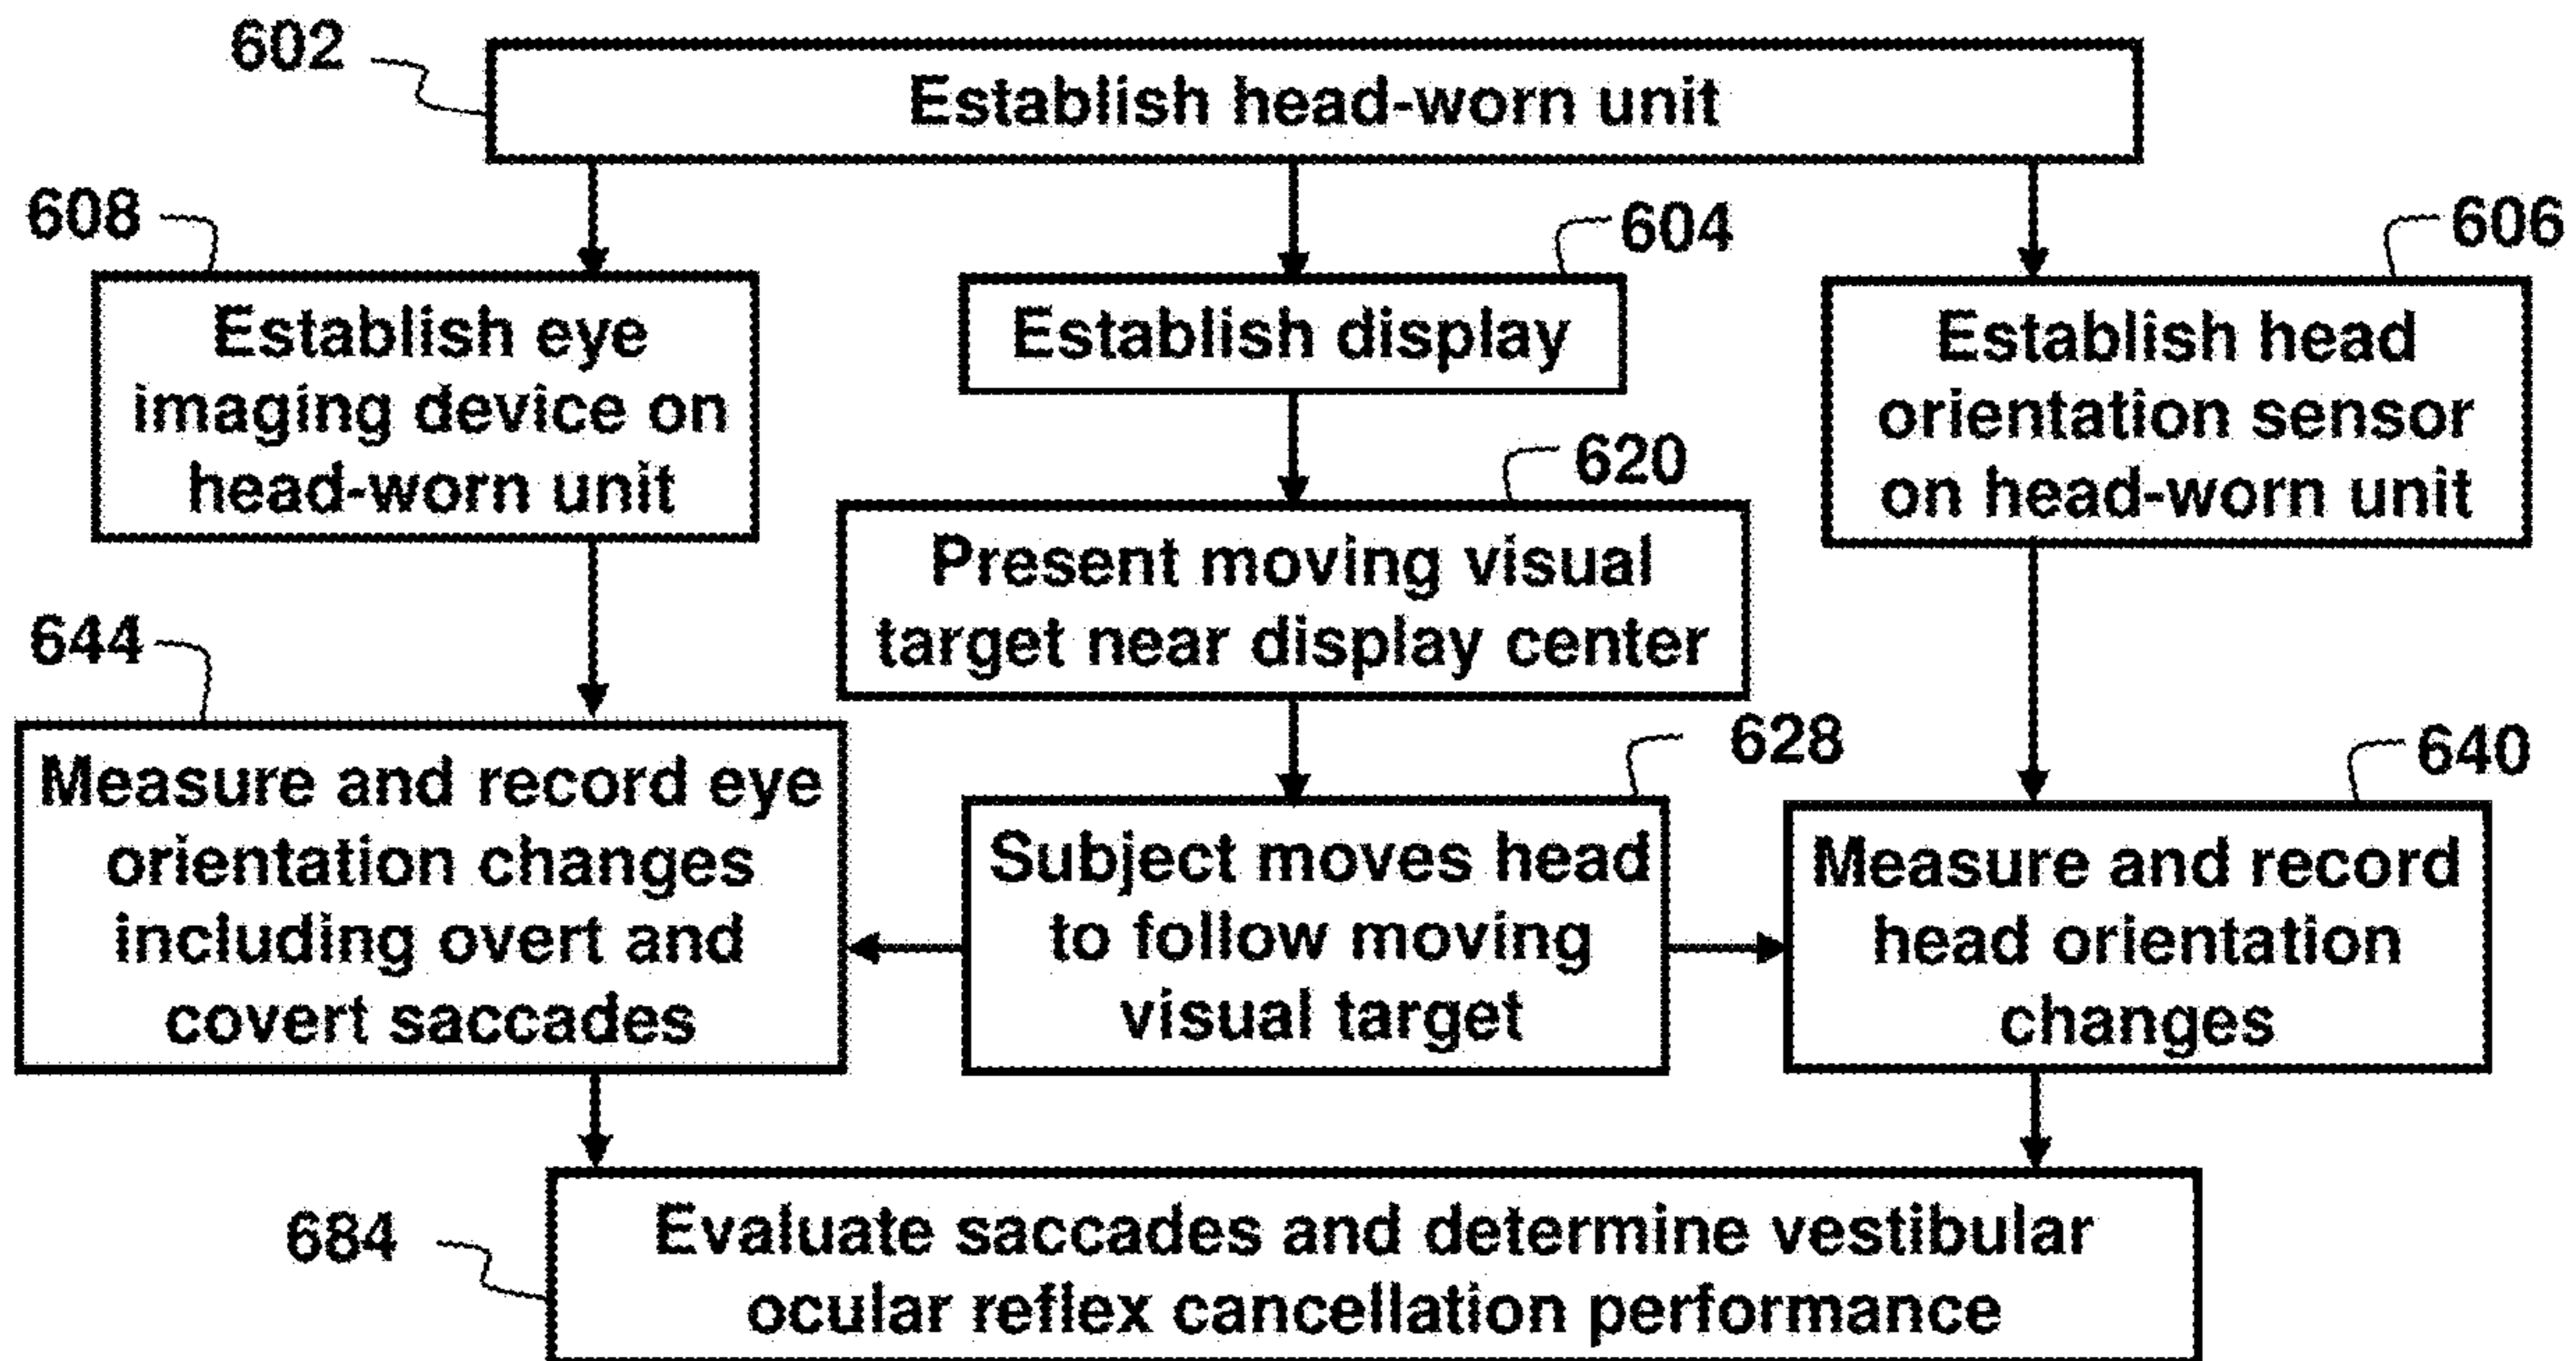 602
Establish head-worn unit
608
604
606
Establish eye
imaging device on
head-worn unit
Establish display
Establish head
orientation sensor
on head-worn unit
620
Present moving visual
target near display center
644
628
640
Measure and record eye
orientation changes
including overt and
covert saccades
Subject moves head
to follow moving
visual target
Measure and record
head orientation
changes
684
Evaluate saccades and determine vestibular
ocular reflex cancellation performance